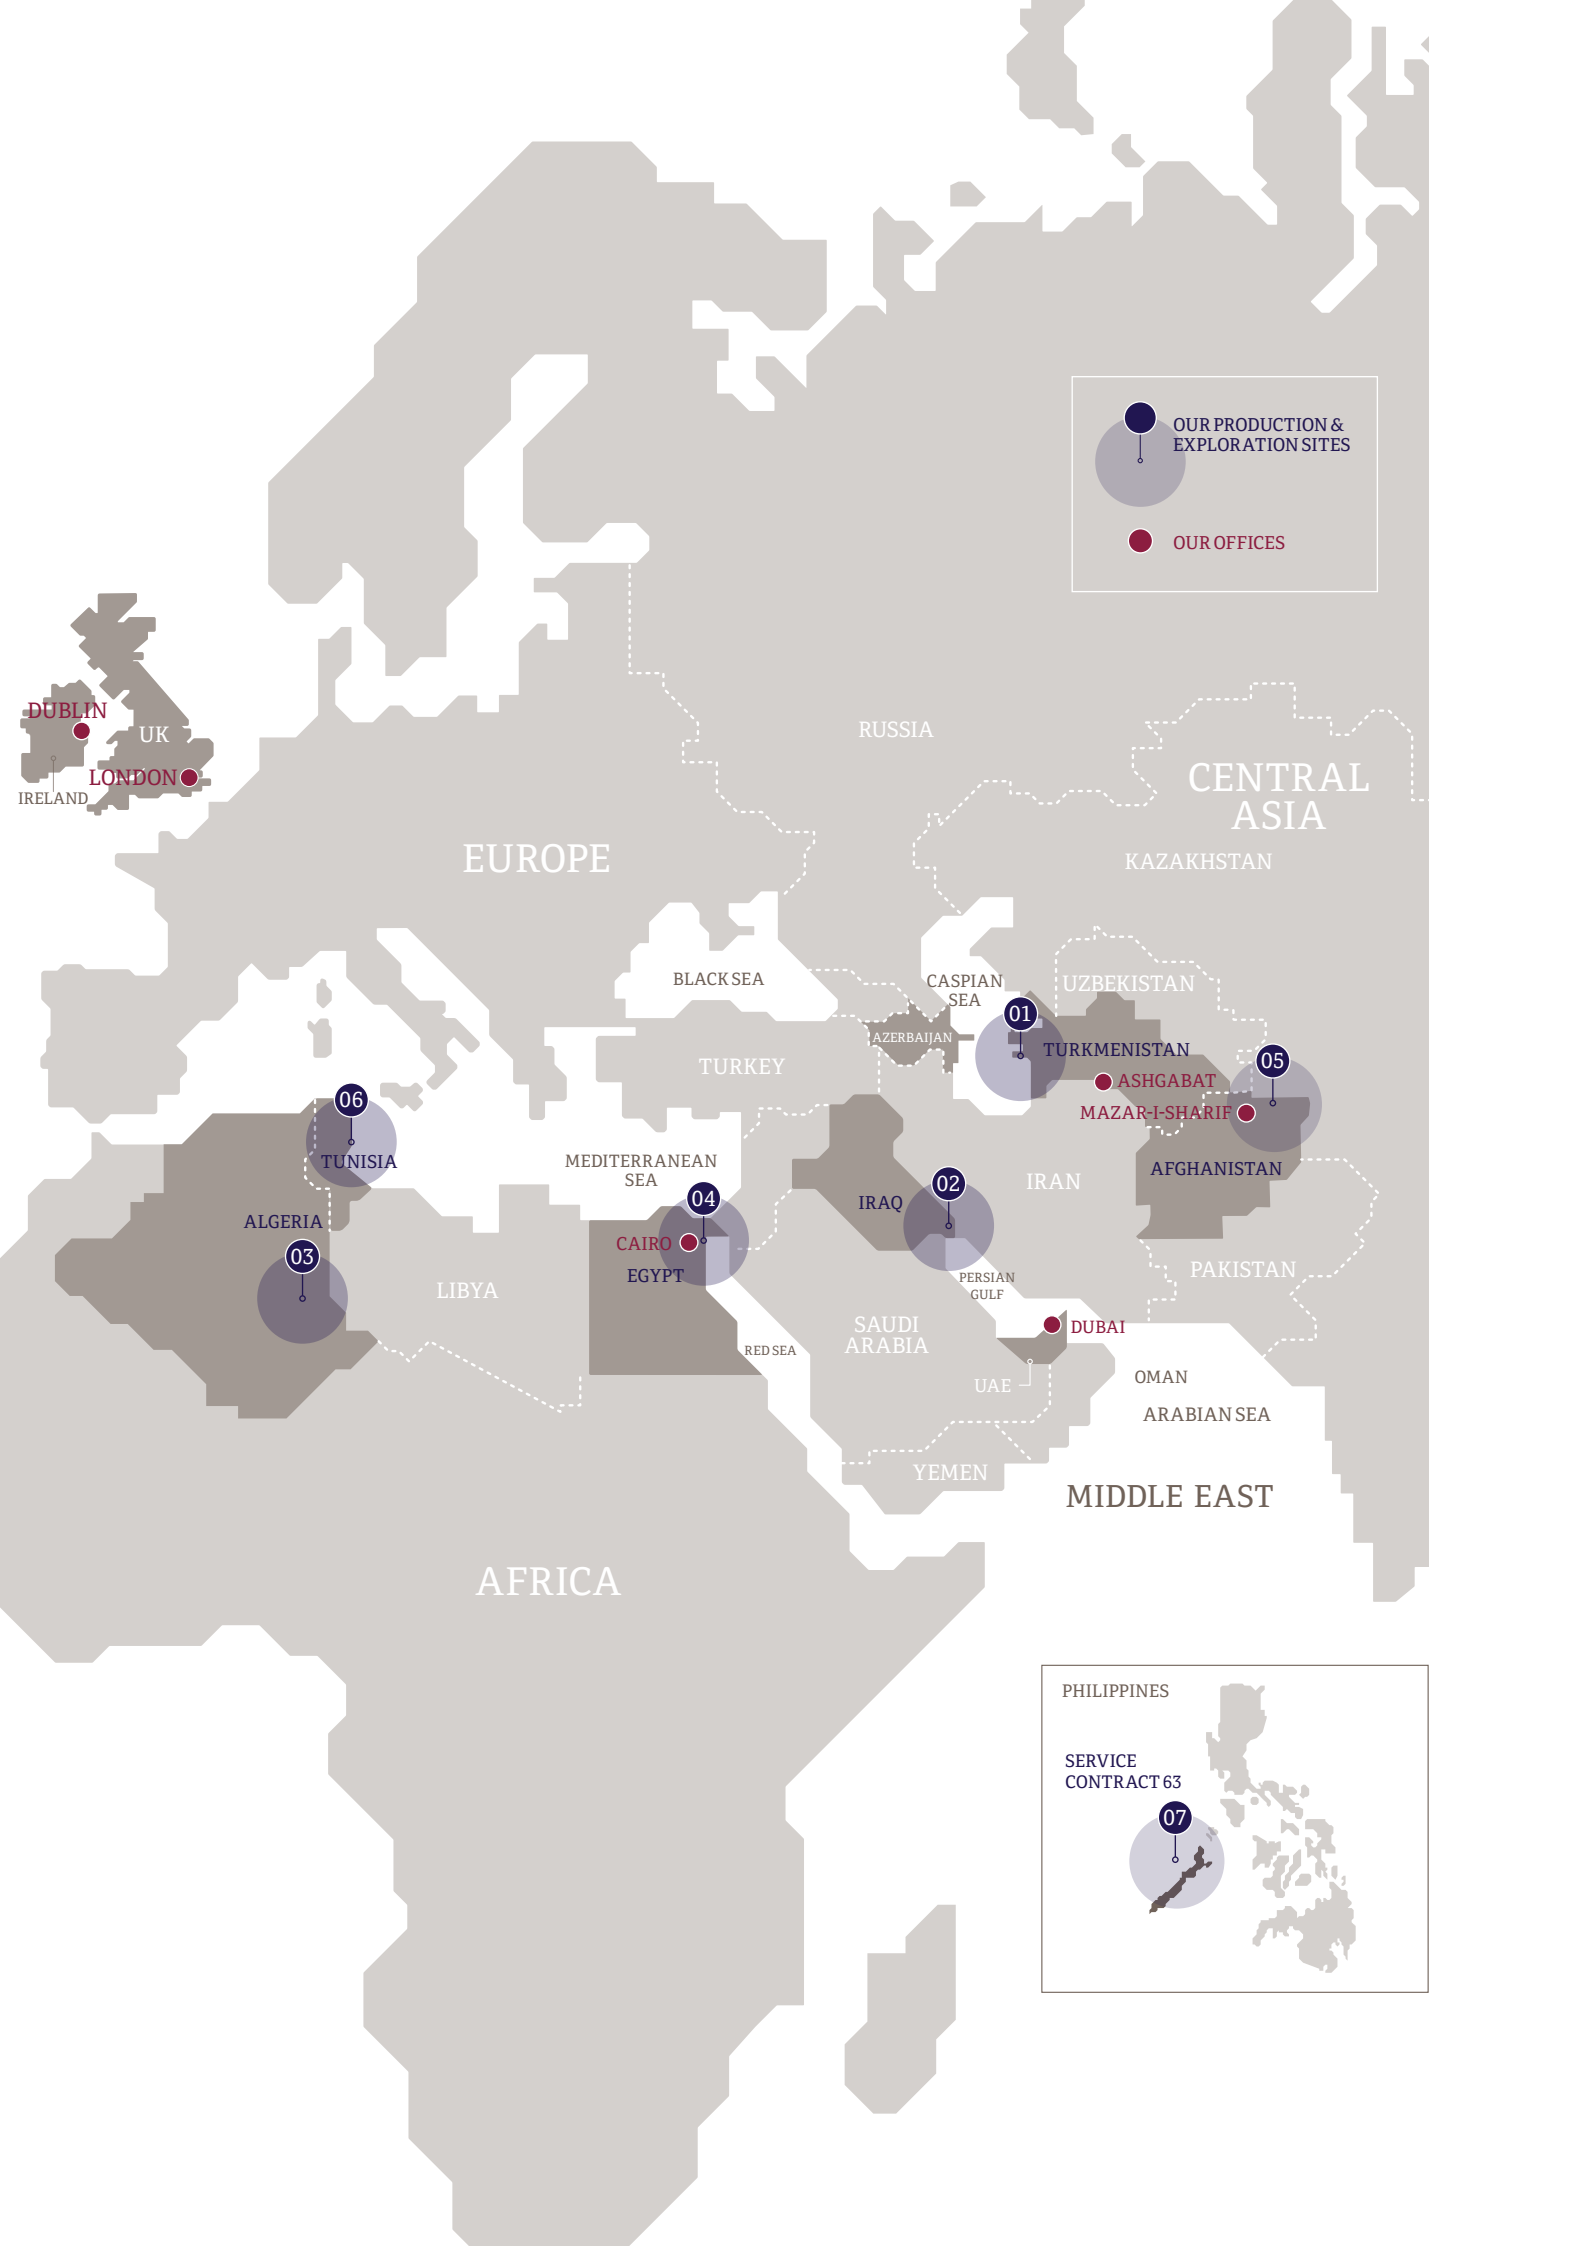 OUR PRODUCTION &
EXPLORATION SITES
OUR OFFICES
DUBLIN
UK
LONDON
IRELAND
RUSSIA
CENTRAL
ASIA
EUROPE
KAZAKHSTAN
BLACK SEA
CASPIAN
SEA
UZBEKISTAN
01
AZERBAIJAN
TURKMENISTAN
05
TURKEY
ASHGABAT
06
MAZAR-I-SHARIF
TUNISIA
MEDITERRANEAN
SEA
AFGHANISTAN
04
02
IRAN
IRAQ
ALGERIA
03
CAIRO
EGYPT
LIBYA
PERSIAN
GULF
PAKISTAN
SAUDI
ARABIA
DUBAI
RED SEA
UAE
OMAN
ARABIAN SEA
YEMEN
MIDDLE EAST
AFRICA
PHILIPPINES
SERVICE
CONTRACT 63
07